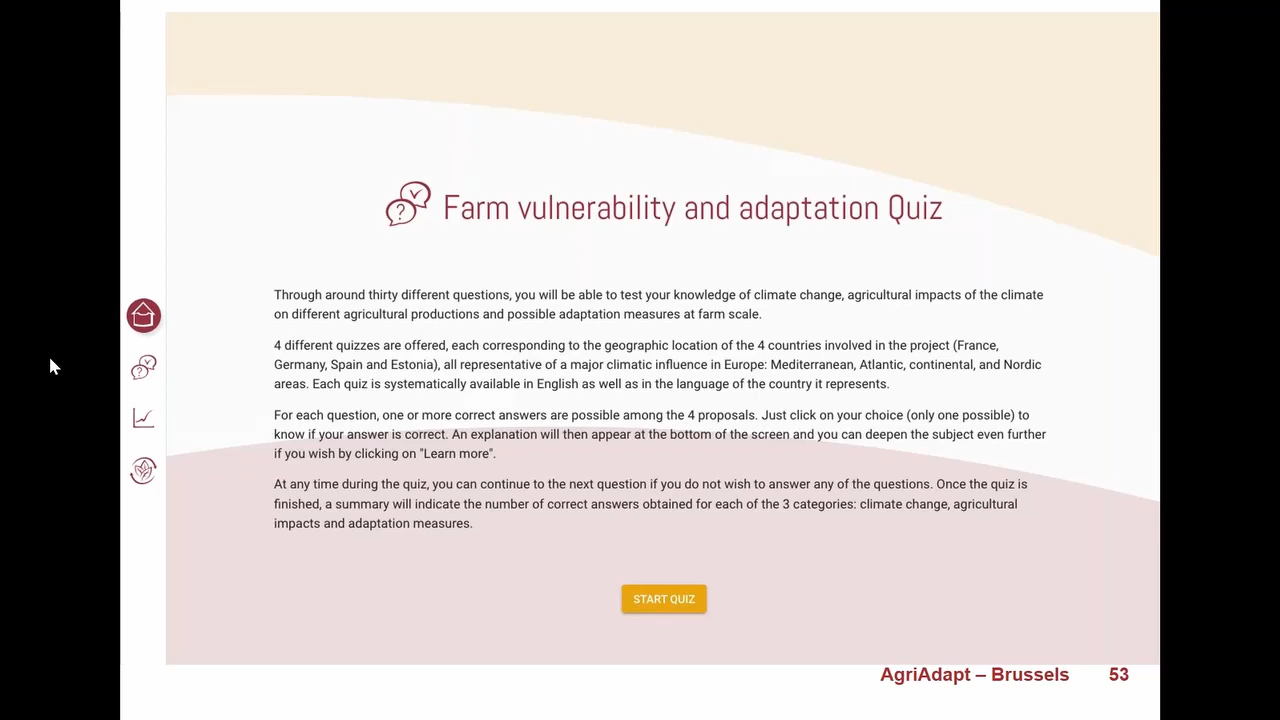 Farm vulnerability and adaptation Quiz
Through around thirty different questions, you will be able to test your knowledge of climate change, agricultural impacts of the climate
on different agricultural productions and possible adaptation measures at farm scale.
4 different quizzes are offered, each corresponding to the geographic location of the 4 countries involved in the project (France,
Germany, Spain and Estonia), all representative of a major climatic influence in Europe: Mediterranean, Atlantic, continental, and Nordic
areas. Each quiz is systematically available in English as well as in the language of the country it represents.
For each question, one or more correct answers are possible among the 4 proposals. Just click on your choice (only one possible) to
know if your answer is correct. An explanation will then appear at the bottom of the screen and you can deepen the subject even further
if you wish by clicking on "Learn more".
At any time during the quiz, you can continue to the next question if you do not wish to answer any of the questions. Once the quiz is
finished, a summary will indicate the number of correct answers obtained for each of the 3 categories: climate change, agricultural
impacts and adaptation measures.
START QUIZ
AgriAdapt – Brussels 53